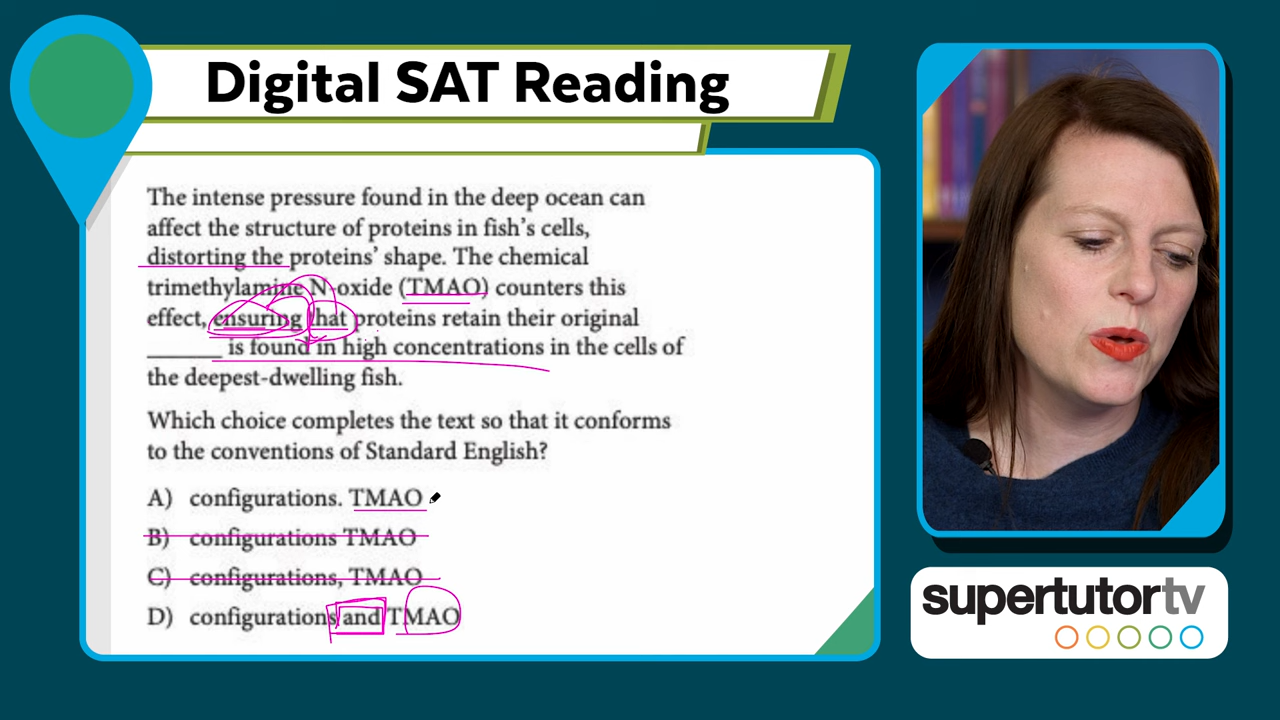 Digital SAT Reading
The intense pressure found in the deep ocean can
affect the structure of proteins in fish's cells,
distorting the proteins' shape. The chemical
trimethylamine N-oxide (TMAO) counters this
effect, ensuring that proteins retain their original
______ is found in high concentrations in the cells of
the deepest-dwelling fish.
Which choice completes the text so that it conforms
to the conventions of Standard English?
A) configurations. TMAO
B) configurations TMAO
C) configurations, TMAO
D) configurations and TMAO
supertutortv